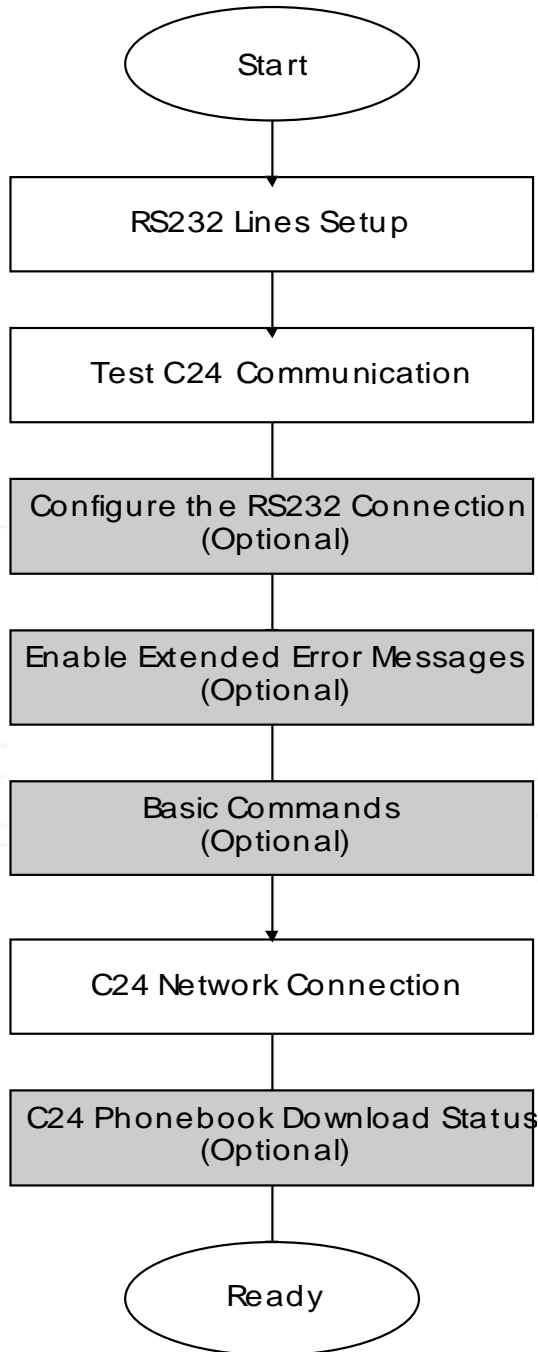 Start
RS232 Lines Setup
Test C24 Communication
Configure the RS232 Connection
(Optional)
Enable Extended Error Messages
(Optional)
Basic Commands
(Optional)
C24 Network Connection
C24 Phonebook Download Status
(Optional)
Ready